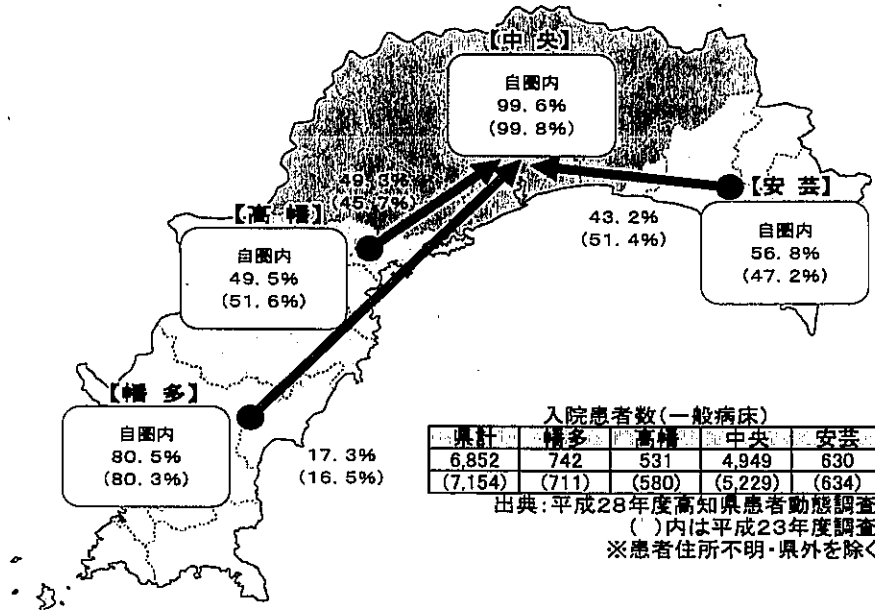 【中央】
自圏内
99.6%
(99.8%)
49.8%
(45.7%)
【高幡】
自圏内
49.5%
(51.6%)
【安芸】
自圏内
56.8%
(47.2%)
43.2%
(51.4%)
【幡多】
自圏内
80.5%
(80.3%)
17.3%
(16.5%)
入院患者数(一般病床)
県計 幡多 高幡 中央 安芸
6,852 742 531 4,949 630
(7,154) (711) (580) (5,229) (634)
出典:平成28年度高知県患者動態調査
( )内は平成23年度調査
※患者住所不明・県外を除く